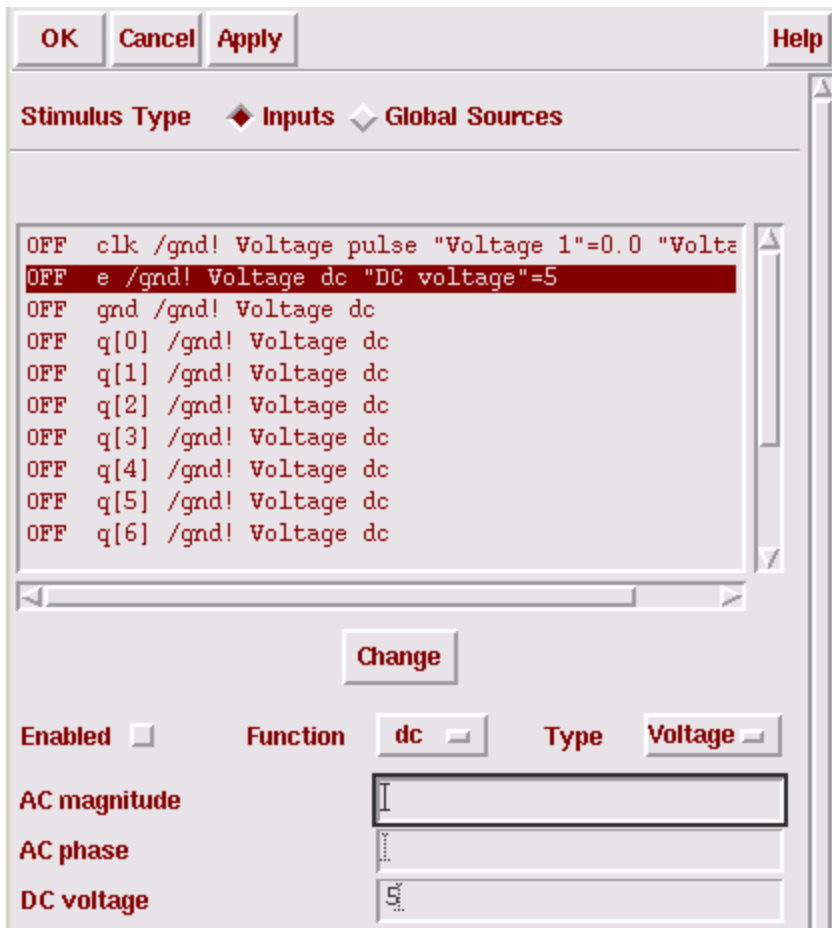 OK Cancel Apply Help
Stimulus Type Inputs Global Sources
OFF clk /gnd! Voltage pulse "Voltage 1"=0.0 "Volta
OFF e /gnd! Voltage dc "DC voltage"=5
OFF gnd /gnd! Voltage dc
OFF q[0] /gnd! Voltage dc
OFF q[1] /gnd! Voltage dc
OFF q[2] /gnd! Voltage dc
OFF q[3] /gnd! Voltage dc
OFF q[4] /gnd! Voltage dc
OFF q[5] /gnd! Voltage dc
OFF q[6] /gnd! Voltage dc
Change
Enabled Function dc Type Voltage
AC magnitude
AC phase
DC voltage 5